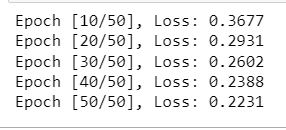 Epoch [10/50], Loss: 0.3677
Epoch [20/50], Loss: 0.2931
Epoch [30/50], Loss: 0.2602
Epoch [40/50], Loss: 0.2388
Epoch [50/50], Loss: 0.2231